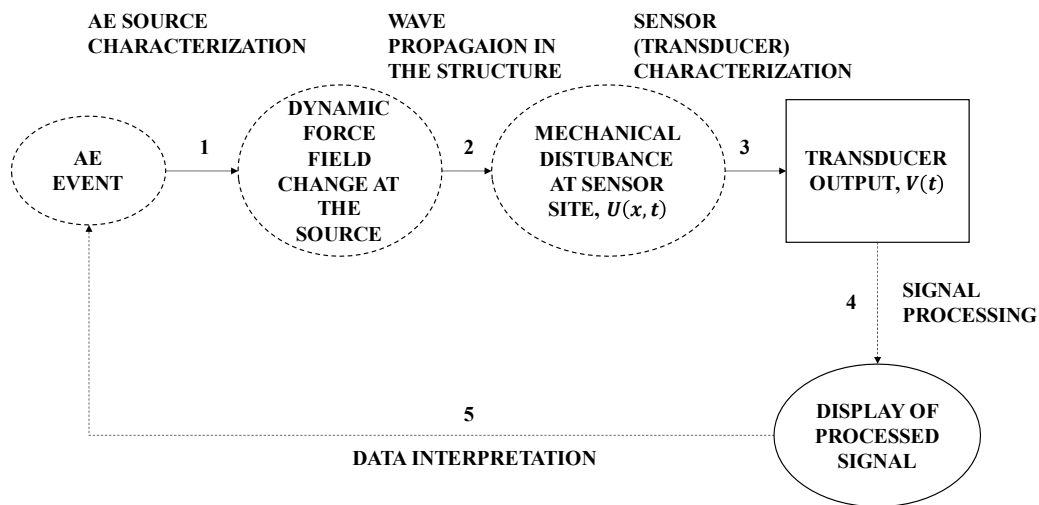 AE SOURCE
CHARACTERIZATION
WAVE
PROPAGAION IN
THE STRUCTURE
SENSOR
(TRANSDUCER)
CHARACTERIZATION
AE
EVENT
1
DYNAMIC
FORCE
FIELD
CHANGE AT
THE
SOURCE
2
MECHANICAL
DISTUBANCE
AT SENSOR
SITE, U(x, t)
3
TRANSDUCER
OUTPUT, V(t)
4
SIGNAL
PROCESSING
DISPLAY OF
PROCESSED
SIGNAL
5
DATA INTERPRETATION